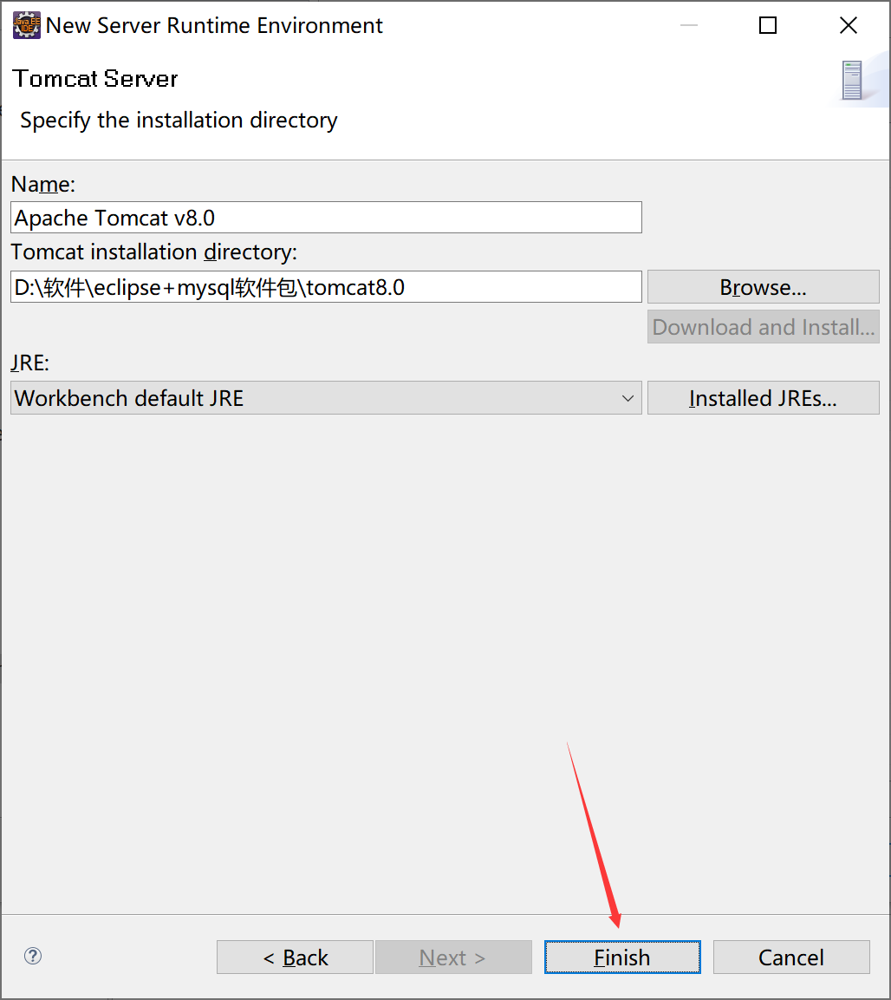 Java EE
IDE
New Server Runtime Environment
Tomcat Server
Specify the installation directory
Name:
Apache Tomcat v8.0
Tomcat installation directory:
D:\软件\eclipse+mysql软件包\tomcat8.0
Browse...
Download and Install...
JRE:
Workbench default JRE
Installed JREs...
?
< Back
Next >
Finish
Cancel